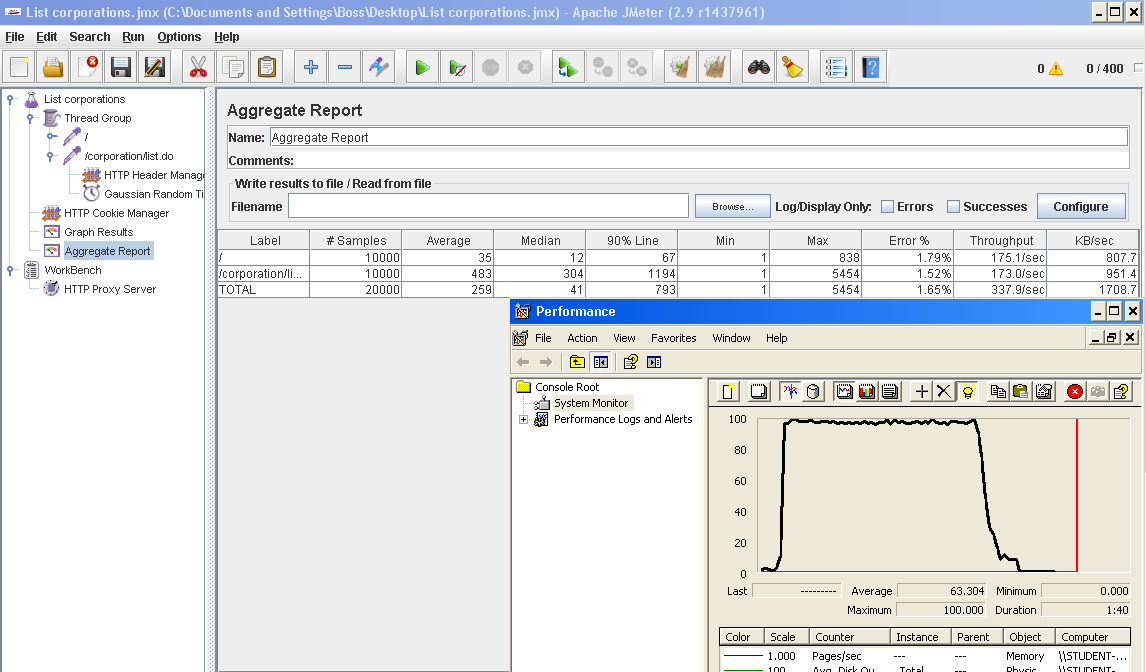 List corporations.jmx (C:\Documents and Settings\Boss\Desktop\List corporations.jmx) - Apache JMeter (2.9 r1437961)
File Edit Search Run Options Help
0 0 / 400
List corporations
Thread Group
/
/corporation/list.do
HTTP Header Manag
Gaussian Random Ti
HTTP Cookie Manager
Graph Results
Aggregate Report
WorkBench
HTTP Proxy Server
Aggregate Report
Name: Aggregate Report
Comments:
Write results to file / Read from file
Filename Browse... Log/Display Only: Errors Successes Configure
Label # Samples Average Median 90% Line Min Max Error % Throughput KB/sec
/ 10000 35 12 67 1 838 1.79% 175.1/sec 807.7
/corporation/li... 10000 483 304 1194 1 5454 1.52% 173.0/sec 951.4
TOTAL 20000 259 41 793 1 5454 1.65% 337.9/sec 1708.7
Performance
File Action View Favorites Window Help
Console Root
System Monitor
Performance Logs and Alerts
100
80
60
40
20
0
Last --------- Average 63.304 Minimum 0.000
Maximum 100.000 Duration 1:40
Color Scale Counter Instance Parent Object Computer
1.000 Pages/sec --- --- Memory \\STUDENT-...
100 Avg. Disk Qu Total --- Physic \\STUDENT-